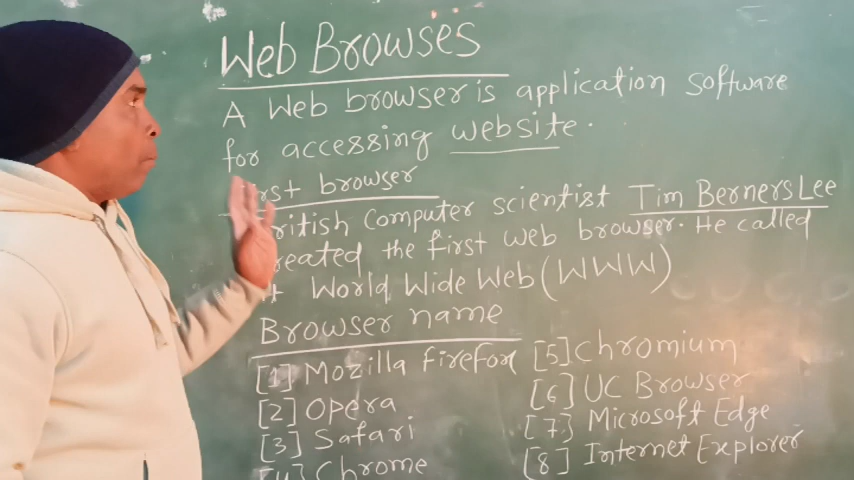 Web Browses
A Web browser is application software
for accessing website.
rst browser
ritish Computer scientist Tim Berners Lee
reated the first web browser. He called
World Wide Web (WWW)
Browser name
[1] Mozilla firefox
[2] Opera
[3] Safari
[4] Chrome
[5] Chromium
[6] UC Browser
[7] Microsoft Edge
[8] Internet Explorer